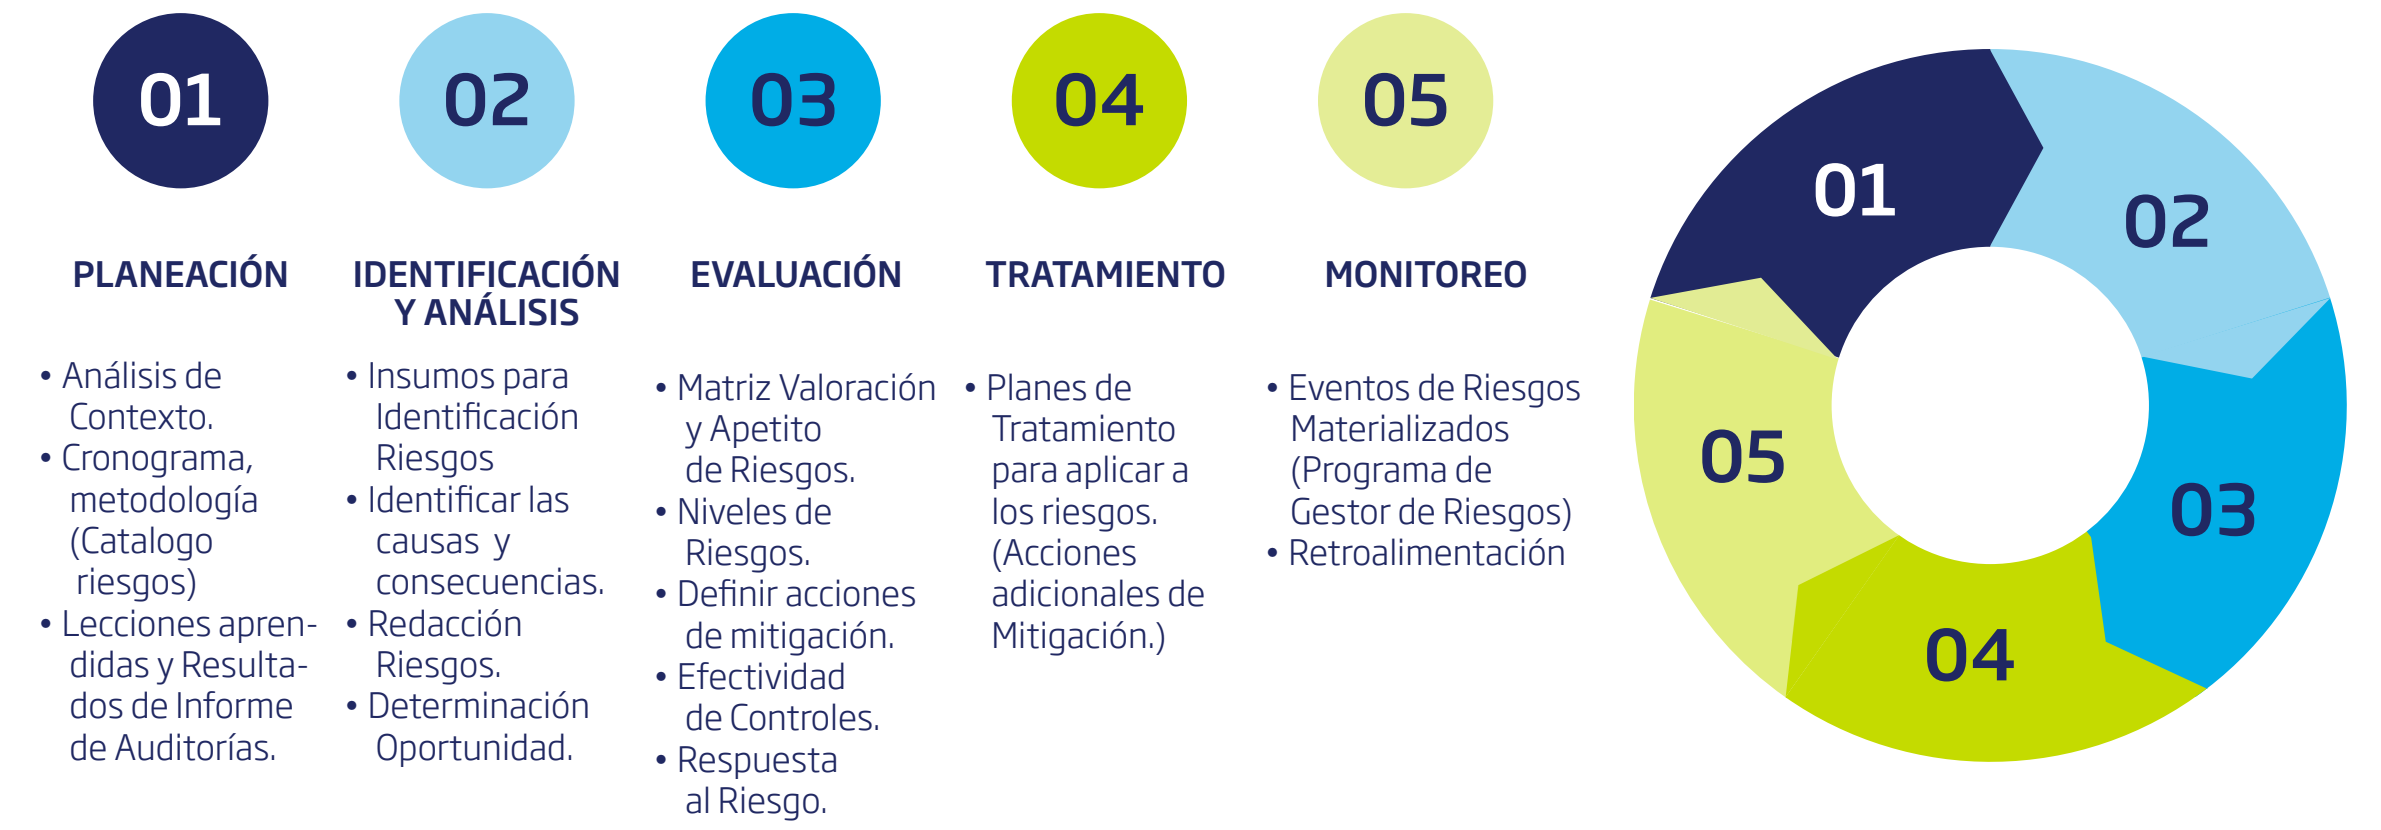 01
PLANEACIÓN
• Análisis de
Contexto.
• Cronograma,
metodología
(Catalogo
riesgos)
• Lecciones apren-
didas y Resulta-
dos de Informe
de Auditorías.
02
IDENTIFICACIÓN
Y ANÁLISIS
• Insumos para
Identificación
Riesgos
• Identificar las
causas y
consecuencias.
• Redacción
Riesgos.
• Determinación
Oportunidad.
03
EVALUACIÓN
• Matriz Valoración
y Apetito
de Riesgos.
• Niveles de
Riesgos.
• Definir acciones
de mitigación.
• Efectividad
de Controles.
• Respuesta
al Riesgo.
04
TRATAMIENTO
• Planes de
Tratamiento
para aplicar a
los riesgos.
(Acciones
adicionales de
Mitigación.)
05
MONITOREO
• Eventos de Riesgos
Materializados
(Programa de
Gestor de Riesgos)
• Retroalimentación
01
02
03
04
05